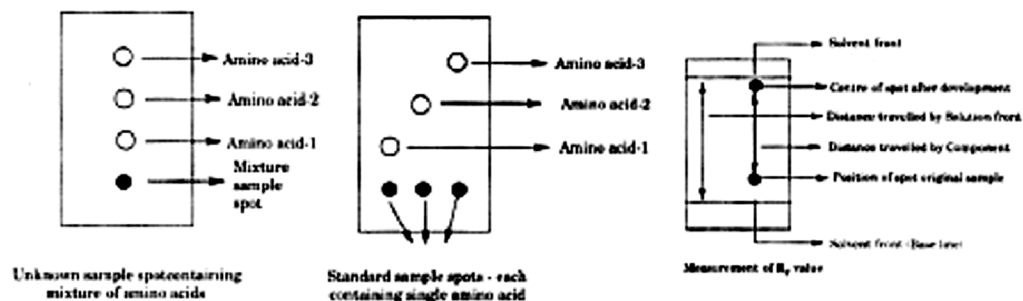 Amino acid-3
Amino acid-2
Amino acid-1
Mixture
sample
spot
Unknown sample spotcentaining
mixture of amino acids
Amino acid-3
Amino acid-2
Amino acid-1
Standard sample spots - each
containing single amino acid
Solvent front
Centre of spot after development
Distance travelled by Solution front
Distance travelled by Component
Position of spot original sample
Solvent front (Base line)
Measurement of RF value